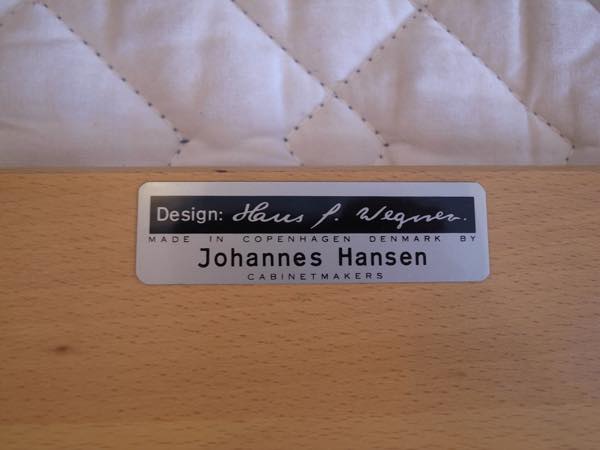 Design: Hans J. Wegner.
MADE IN COPENHAGEN DENMARK BY
Johannes Hansen
CABINETMAKERS